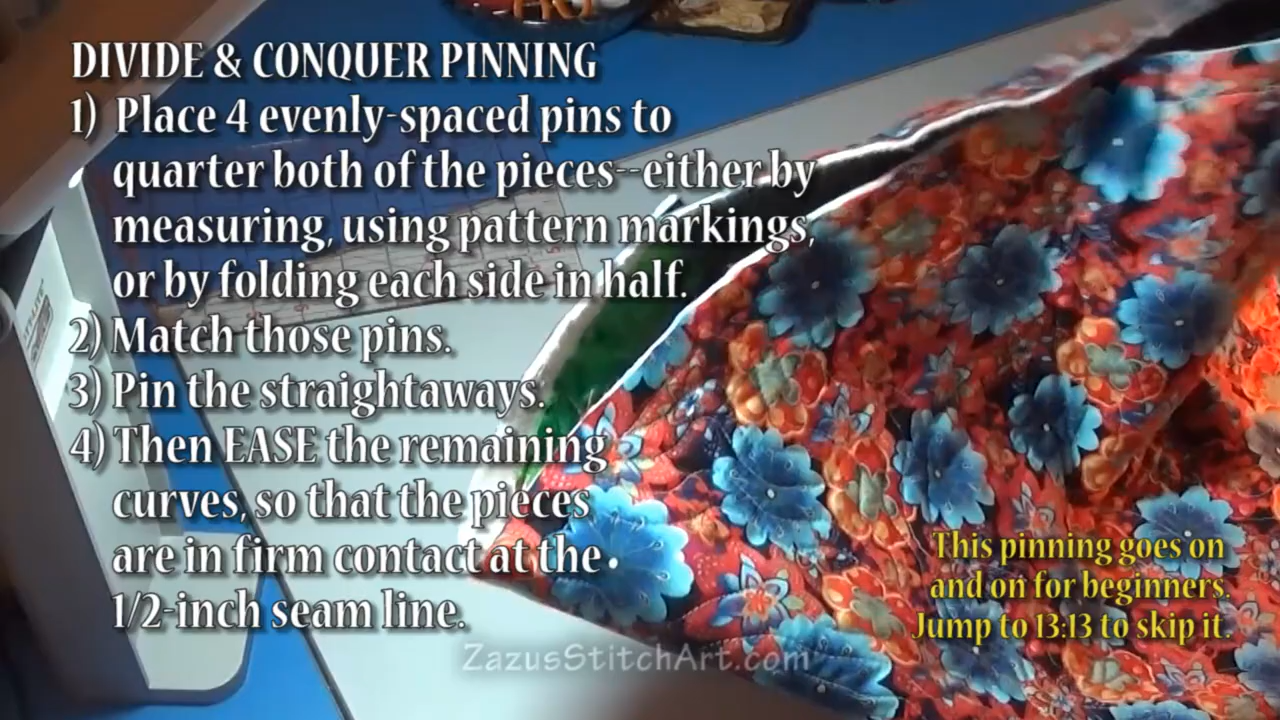 DIVIDE & CONQUER PINNING
1) Place 4 evenly-spaced pins to
quarter both of the pieces--either by
measuring, using pattern markings,
or by folding each side in half.
2) Match those pins.
3) Pin the straightaways.
4) Then EASE the remaining
curves, so that the pieces
are in firm contact at the
1/2-inch seam line.
This pinning goes on
and on for beginners.
Jump to 13:13 to skip it.
ZazusStitchArt.com